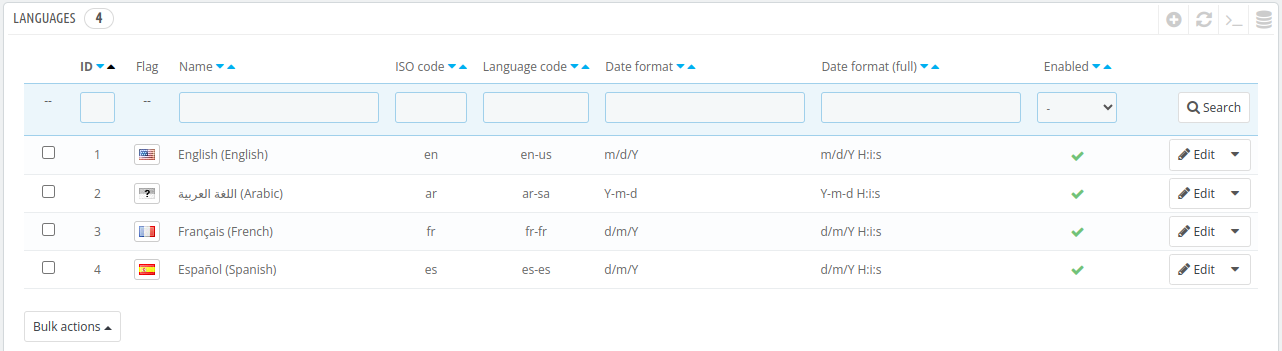 LANGUAGES 4
ID Flag Name ISO code Language code Date format Date format (full) Enabled
-- -- - Search
1 English (English) en en-us m/d/Y m/d/Y H:i:s Edit
2 ? اللغة العربية (Arabic) ar ar-sa Y-m-d Y-m-d H:i:s Edit
3 Français (French) fr fr-fr d/m/Y d/m/Y H:i:s Edit
4 Español (Spanish) es es-es d/m/Y d/m/Y H:i:s Edit
Bulk actions